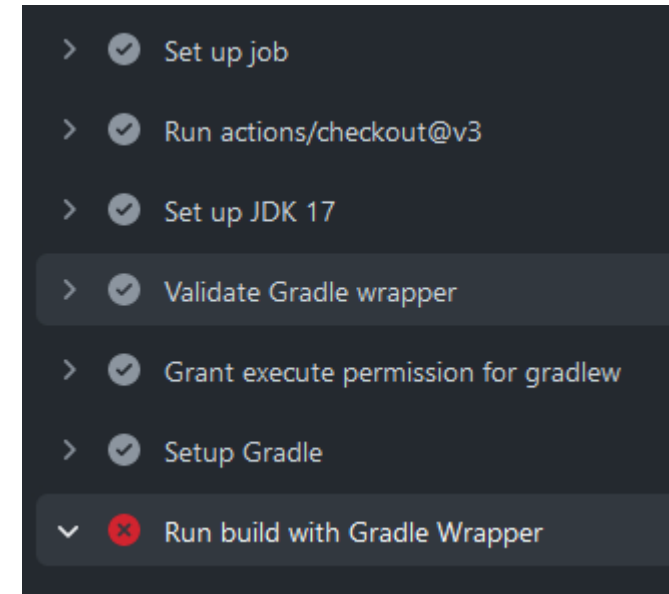 Set up job
Run actions/checkout@v3
Set up JDK 17
Validate Gradle wrapper
Grant execute permission for gradlew
Setup Gradle
Run build with Gradle Wrapper